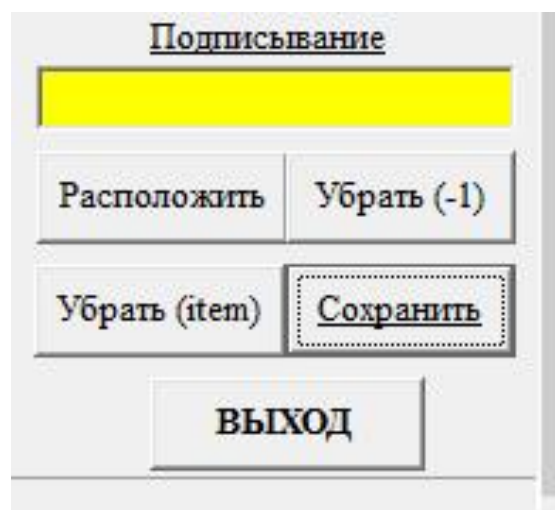 Подписывание
Расположить Убрать (-1)
Убрать (item) Сохранить
ВЫХОД